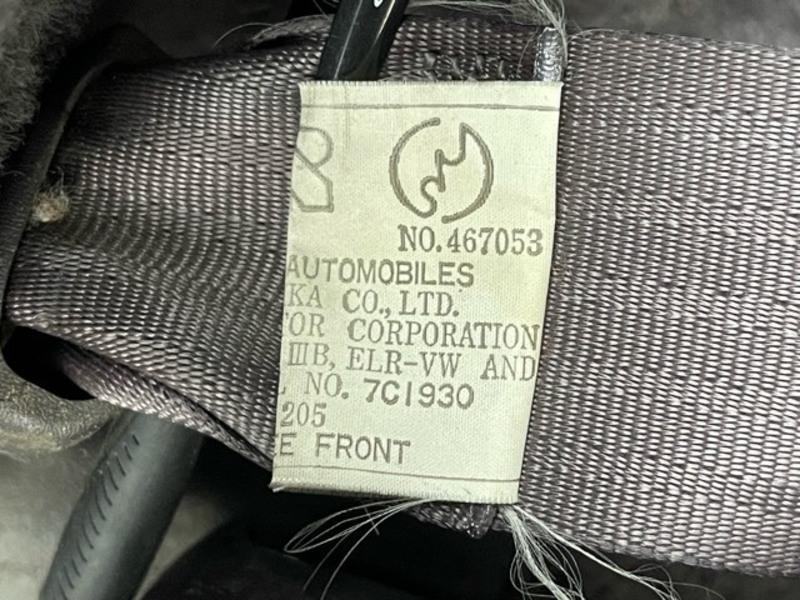 NO.467053
AUTOMOBILES
KA CO., LTD.
OR CORPORATION
IIIB, ELR-VW AND
NO. 7C1930
205
E FRONT